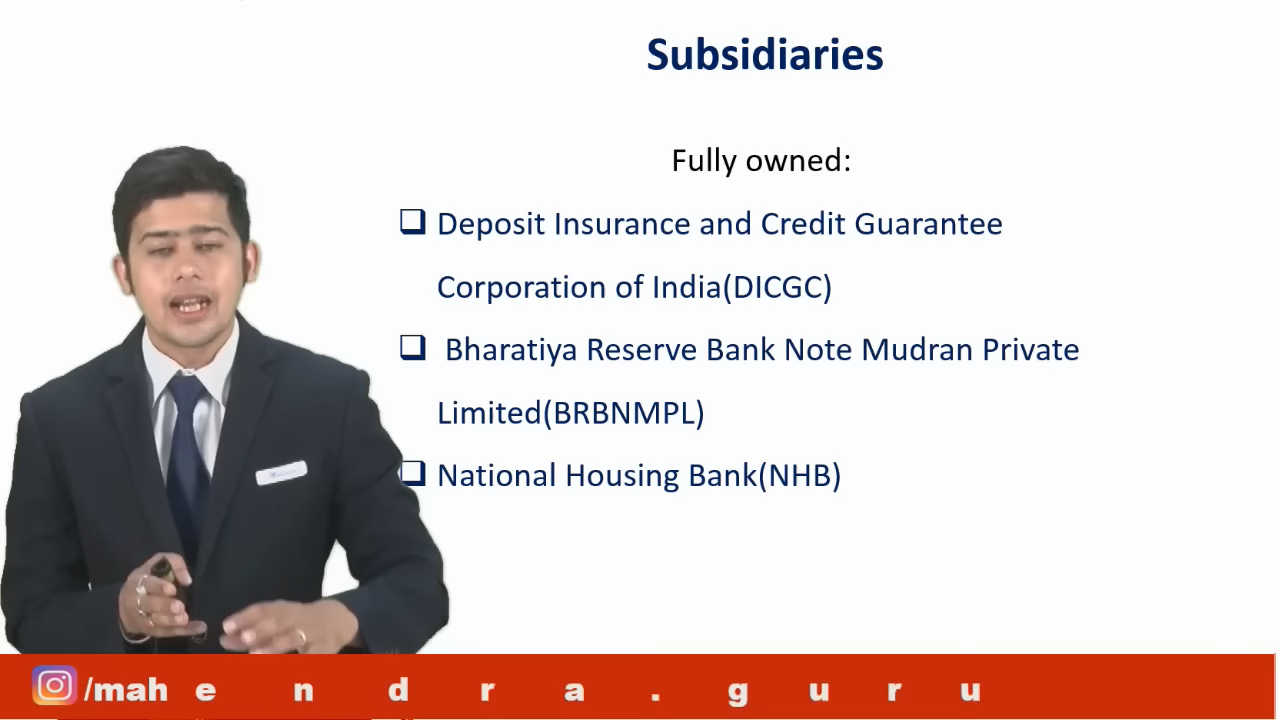 Subsidiaries
Fully owned:
Deposit Insurance and Credit Guarantee
Corporation of India(DICGC)
Bharatiya Reserve Bank Note Mudran Private
Limited(BRBNMPL)
National Housing Bank(NHB)
/mahendra.guru